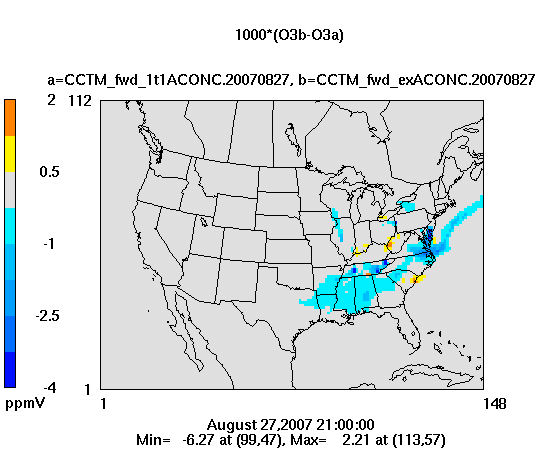 1000*(O3b-O3a)
a=CCTM_fwd_1t1ACONC.20070827, b=CCTM_fwd_exACONC.20070827
2
112
0.5
-1
-2.5
-4
1
ppmV
1
148
August 27,2007 21:00:00
Min= -6.27 at (99,47), Max= 2.21 at (113,57)